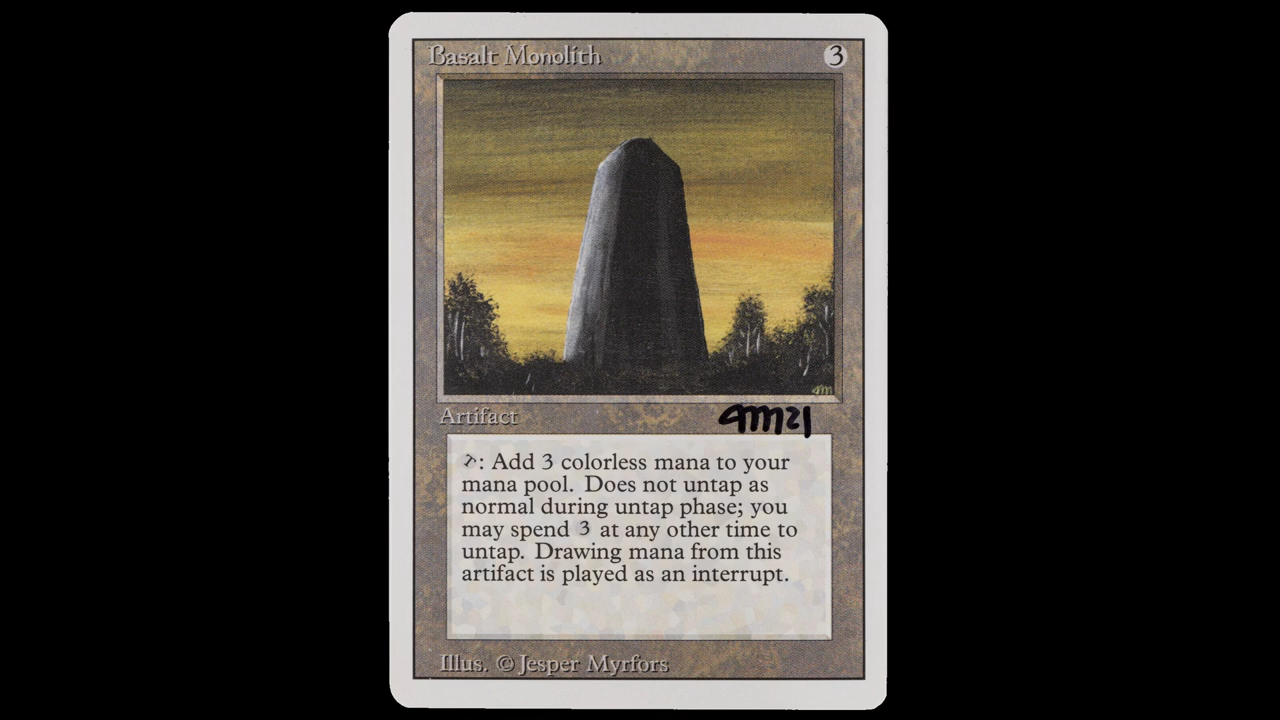 Basalt Monolith 3
JM
Artifact
JM21
T: Add 3 colorless mana to your
mana pool. Does not untap as
normal during untap phase; you
may spend 3 at any other time to
untap. Drawing mana from this
artifact is played as an interrupt.
Illus. © Jesper Myrfors